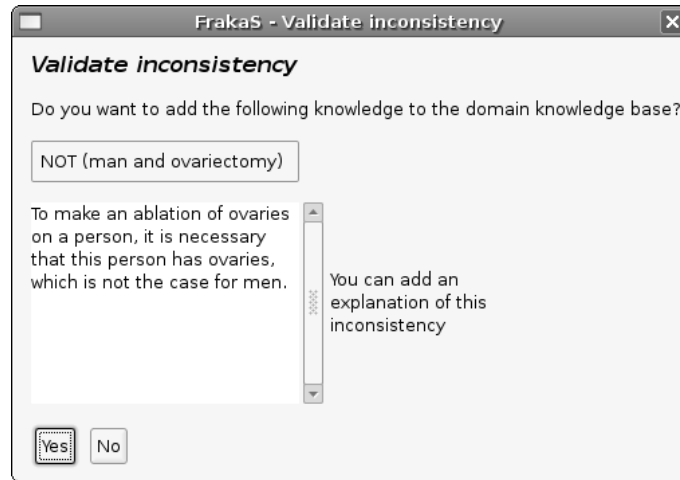 FrakaS - Validate inconsistency
Validate inconsistency
Do you want to add the following knowledge to the domain knowledge base?
NOT (man and ovariectomy)
To make an ablation of ovaries
on a person, it is necessary
that this person has ovaries,
which is not the case for men.
You can add an
explanation of this
inconsistency
Yes No